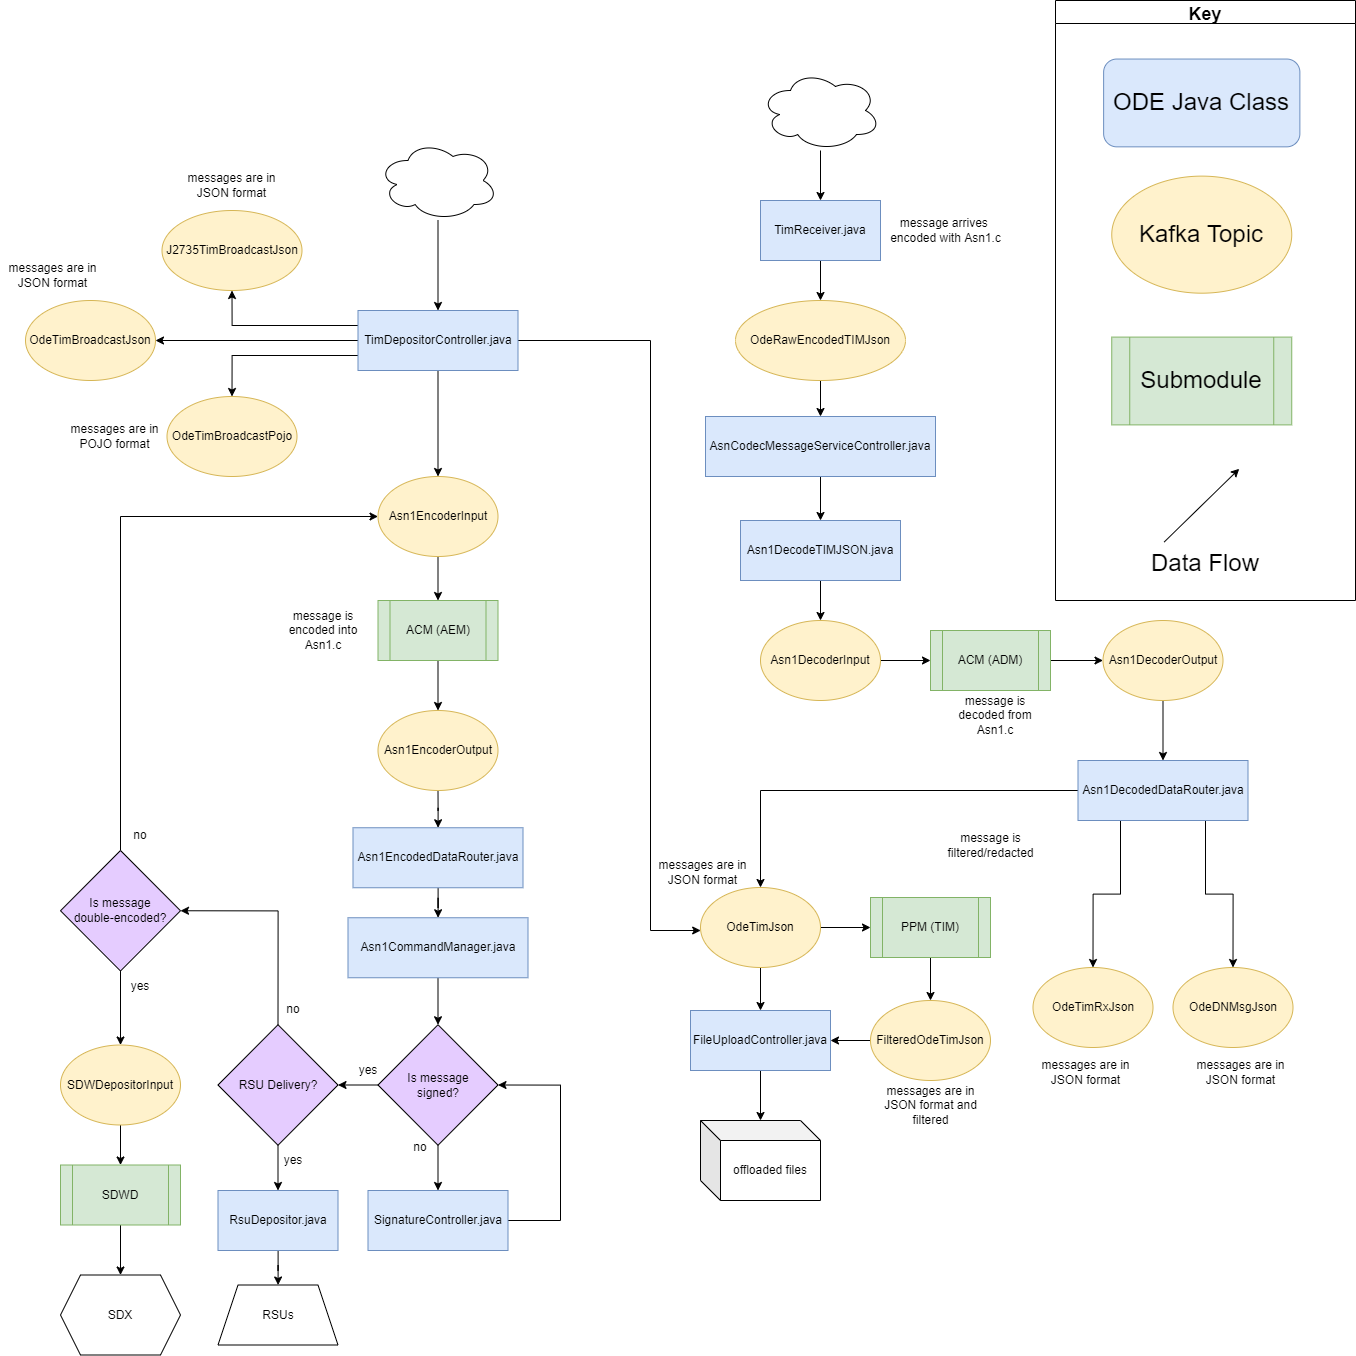 Key
ODE Java Class
Kafka Topic
Submodule
Data Flow
messages are in
JSON format
J2735TimBroadcastJson
messages are in
JSON format
OdeTimBroadcastJson
TimDepositorController.java
messages are in
POJO format
OdeTimBroadcastPojo
Asn1EncoderInput
message is
encoded into
Asn1.c
ACM (AEM)
Asn1EncoderOutput
Asn1EncodedDataRouter.java
Asn1CommandManager.java
Is message
signed?
yes
no
SignatureController.java
RSU Delivery?
no
yes
RsuDepositor.java
RSUs
Is message
double-encoded?
no
yes
SDWDepositorInput
SDWD
SDX
TimReceiver.java
message arrives
encoded with Asn1.c
OdeRawEncodedTIMJson
AsnCodecMessageServiceController.java
Asn1DecodeTIMJSON.java
Asn1DecoderInput
ACM (ADM)
message is
decoded from
Asn1.c
Asn1DecoderOutput
Asn1DecodedDataRouter.java
message is
filtered/redacted
messages are in
JSON format
OdeTimJson
PPM (TIM)
FileUploadController.java
FilteredOdeTimJson
messages are in
JSON format and
filtered
offloaded files
OdeTimRxJson
messages are in
JSON format
OdeDNMsgJson
messages are in
JSON format